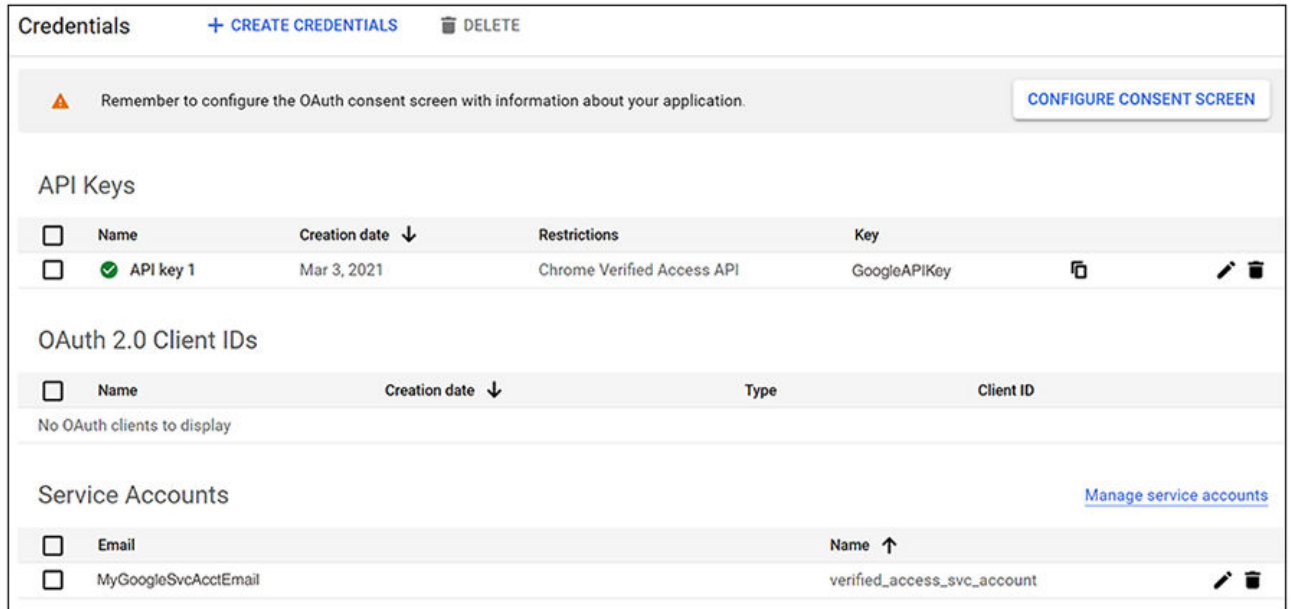 Credentials + CREATE CREDENTIALS DELETE
Remember to configure the OAuth consent screen with information about your application. CONFIGURE CONSENT SCREEN
API Keys
Name Creation date Restrictions Key
API key 1 Mar 3, 2021 Chrome Verified Access API GoogleAPIKey
OAuth 2.0 Client IDs
Name Creation date Type Client ID
No OAuth clients to display
Service Accounts Manage service accounts
Email Name
MyGoogleSvcAcctEmail verified_access_svc_account